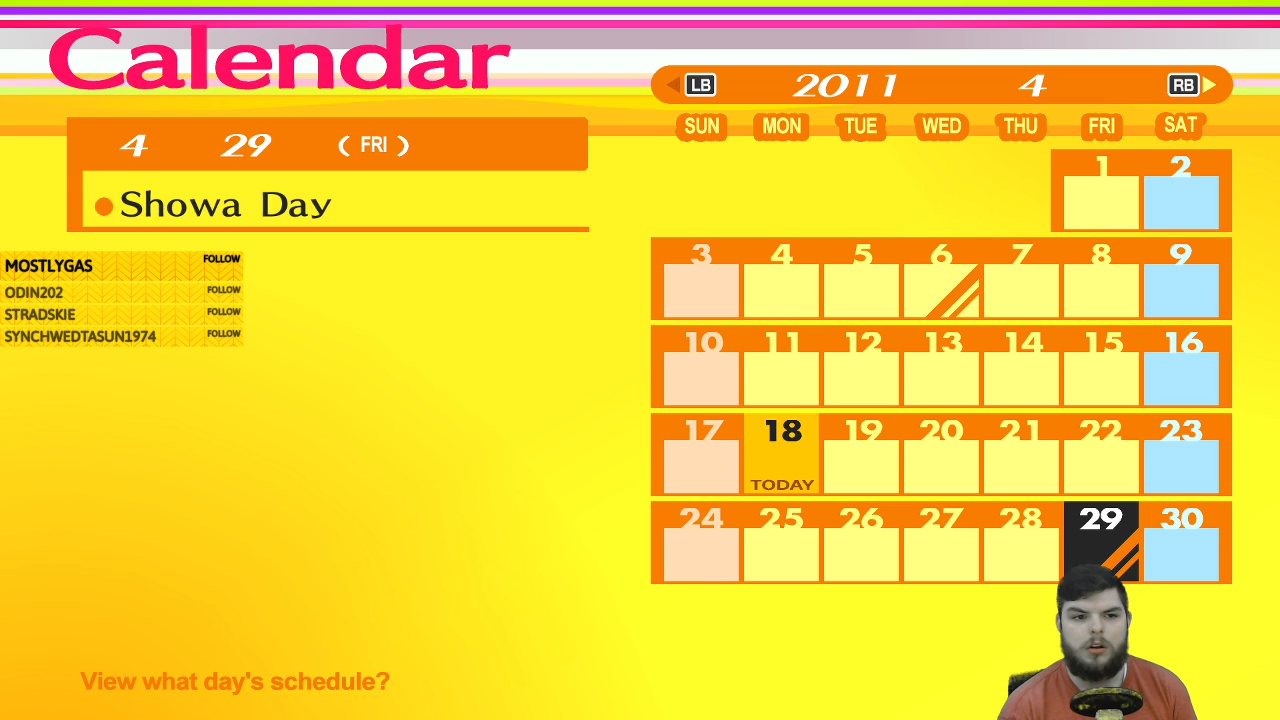 Calendar
LB 2011 4 RB
SUN MON TUE WED THU FRI SAT
4 29 ( FRI )
Showa Day
1 2
3 4 5 6 7 8 9
10 11 12 13 14 15 16
17 18 19 20 21 22 23
TODAY
24 25 26 27 28 29 30
MOSTLYGAS FOLLOW
ODIN202 FOLLOW
STRADSKIE FOLLOW
SYNCHWEDTASUN1974 FOLLOW
View what day's schedule?